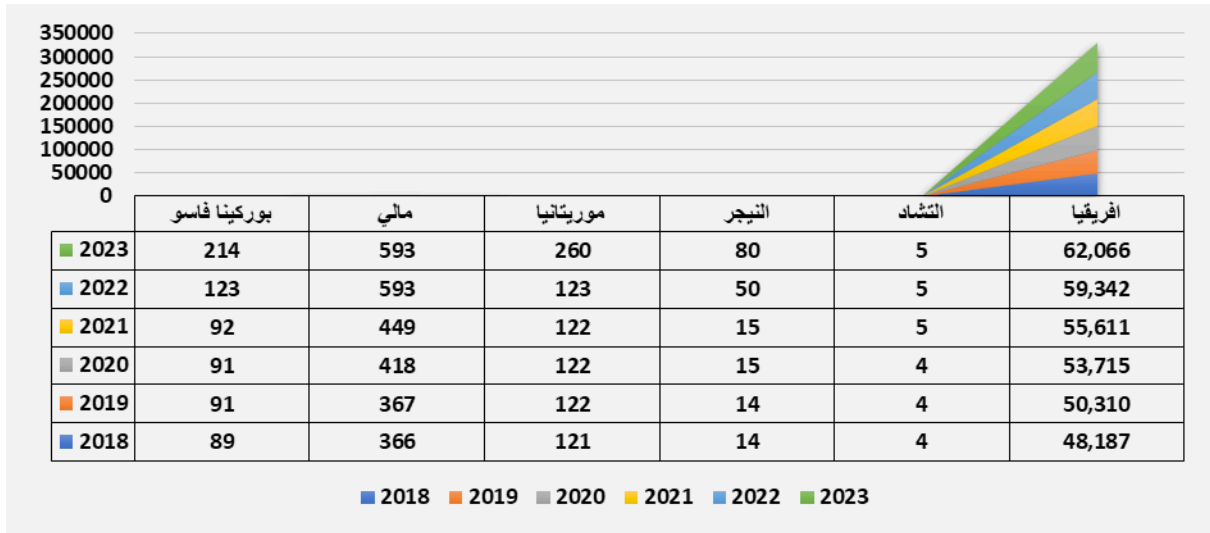 350000
300000
250000
200000
150000
100000
50000
0
بوركينا فاسو مالي موريتانيا النيجر التشاد افريقيا
2023 214 593 260 80 5 62,066
2022 123 593 123 50 5 59,342
2021 92 449 122 15 5 55,611
2020 91 418 122 15 4 53,715
2019 91 367 122 14 4 50,310
2018 89 366 121 14 4 48,187
2018 2019 2020 2021 2022 2023